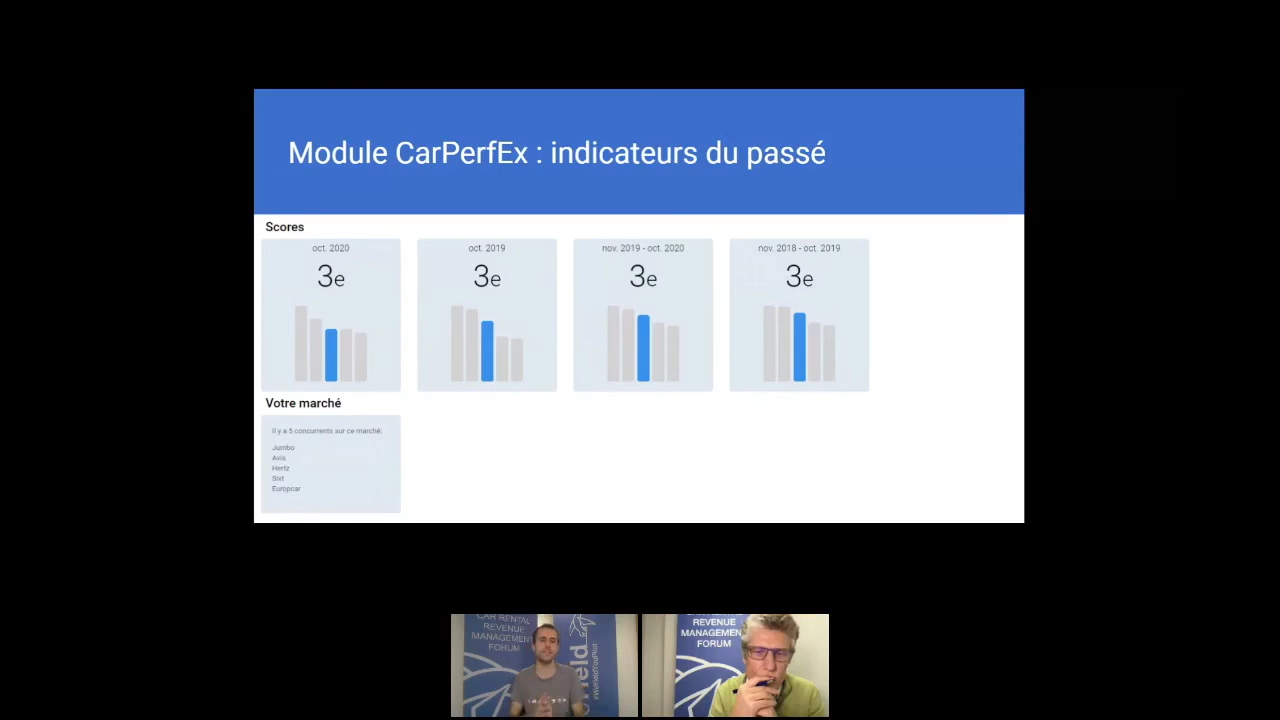 Module CarPerfEx : indicateurs du passé
Scores
oct. 2020
3e
oct. 2019
3e
nov. 2019 - oct. 2020
3e
nov. 2018 - oct. 2019
3e
Votre marché
Il y a 5 concurrents sur ce marché:
Jumbo
Avis
Hertz
Sixt
Europcar
CAR RENTAL
REVENUE
MANAGEMENT
FORUM
#WeYieldYouPilot
REVENUE
MANAGEMEN
FORUM